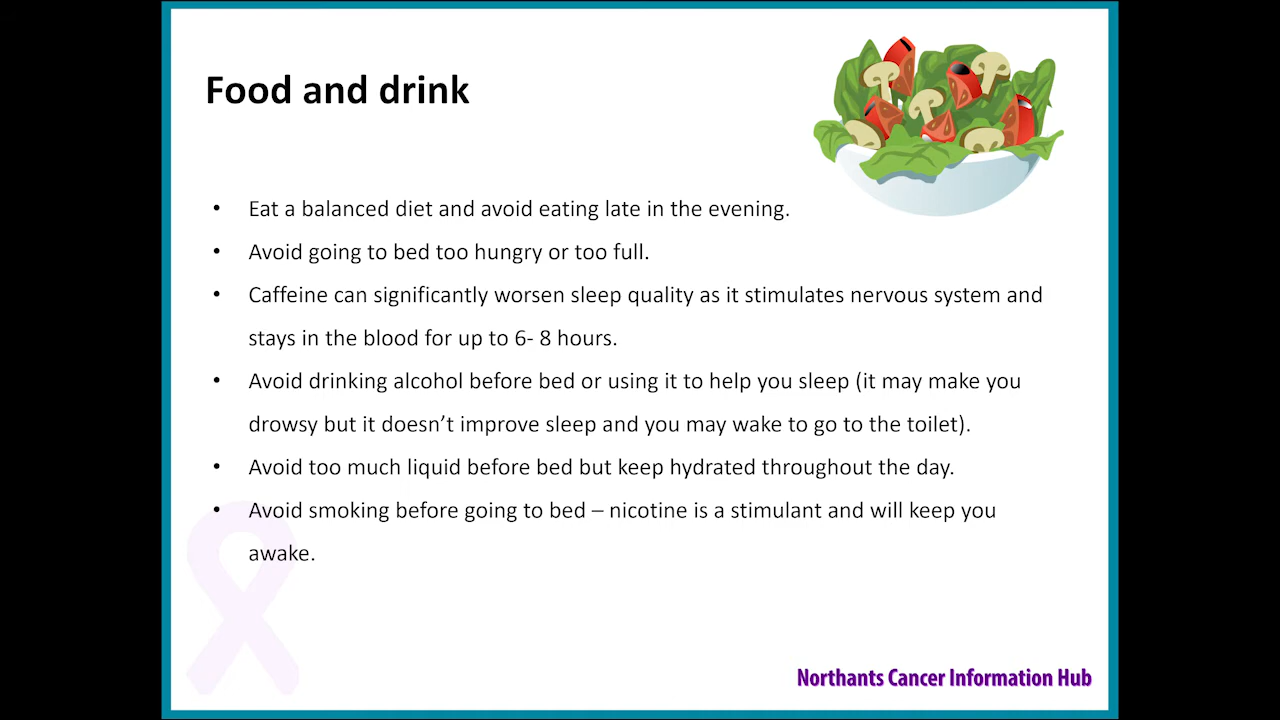 Food and drink
• Eat a balanced diet and avoid eating late in the evening.
• Avoid going to bed too hungry or too full.
• Caffeine can significantly worsen sleep quality as it stimulates nervous system and
stays in the blood for up to 6- 8 hours.
• Avoid drinking alcohol before bed or using it to help you sleep (it may make you
drowsy but it doesn’t improve sleep and you may wake to go to the toilet).
• Avoid too much liquid before bed but keep hydrated throughout the day.
• Avoid smoking before going to bed – nicotine is a stimulant and will keep you
awake.
Northants Cancer Information Hub